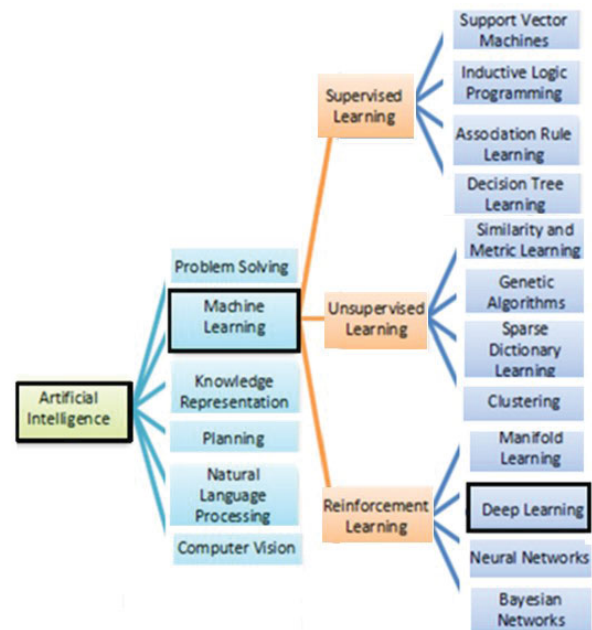 Artificial
Intelligence
Problem Solving
Machine
Learning
Knowledge
Representation
Planning
Natural
Language
Processing
Computer Vision
Supervised
Learning
Unsupervised
Learning
Reinforcement
Learning
Support Vector
Machines
Inductive Logic
Programming
Association Rule
Learning
Decision Tree
Learning
Similarity and
Metric Learning
Genetic
Algorithms
Sparse
Dictionary
Learning
Clustering
Manifold
Learning
Deep Learning
Neural Networks
Bayesian
Networks